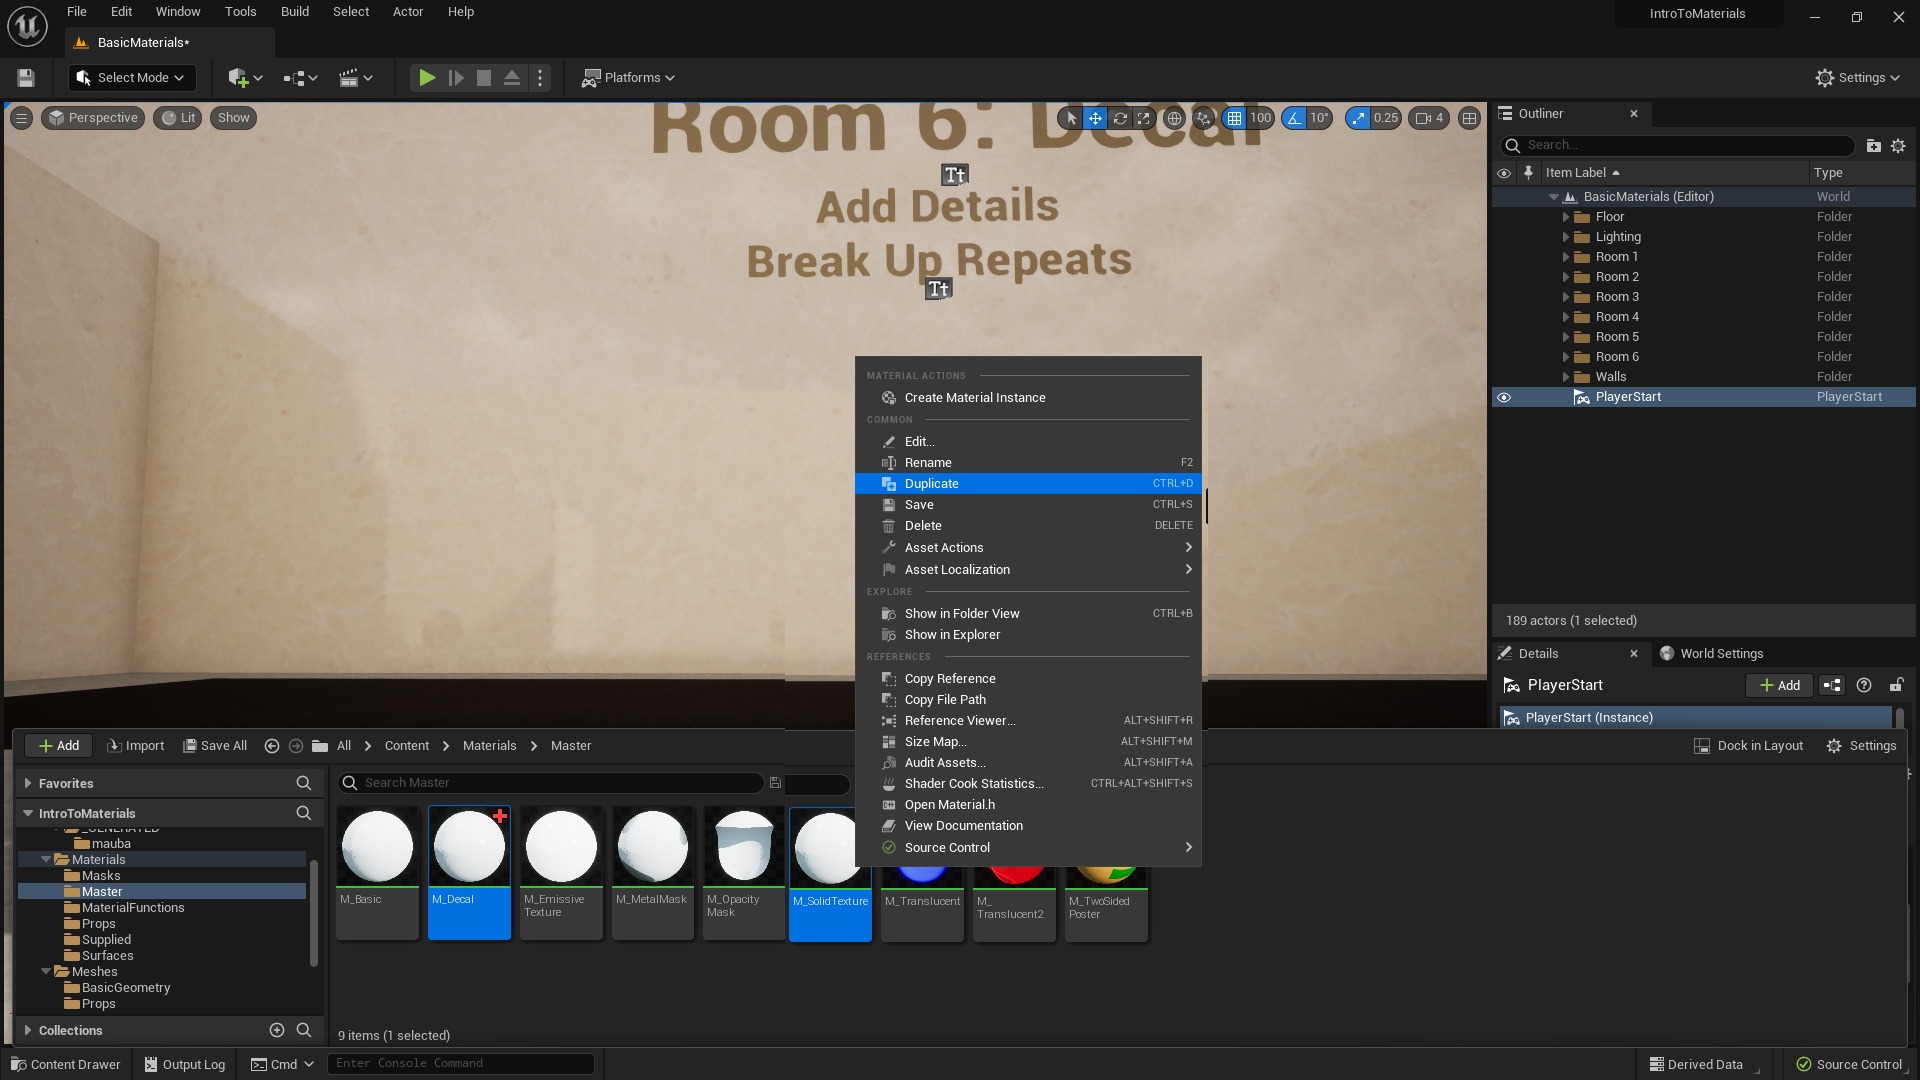 File Edit Window Tools Build Select Actor Help
IntroToMaterials
BasicMaterials*
Select Mode
Platforms
Settings
Perspective
Lit
Show
100
10°
0.25
4
Room 6: Decal
Add Details
Break Up Repeats
Outliner
Search...
Item Label
Type
BasicMaterials (Editor) World
Floor Folder
Lighting Folder
Room 1 Folder
Room 2 Folder
Room 3 Folder
Room 4 Folder
Room 5 Folder
Room 6 Folder
Walls Folder
PlayerStart PlayerStart
189 actors (1 selected)
Details
World Settings
PlayerStart
Add
PlayerStart (Instance)
MATERIAL ACTIONS
Create Material Instance
COMMON
Edit...
Rename F2
Duplicate CTRL+D
Save CTRL+S
Delete DELETE
Asset Actions
Asset Localization
EXPLORE
Show in Folder View CTRL+B
Show in Explorer
REFERENCES
Copy Reference
Copy File Path
Reference Viewer... ALT+SHIFT+R
Size Map... ALT+SHIFT+M
Audit Assets... ALT+SHIFT+A
Shader Cook Statistics... CTRL+ALT+SHIFT+S
Open Material.h
View Documentation
Source Control
Add
Import
Save All
All
Content
Materials
Master
Dock in Layout
Settings
Favorites
IntroToMaterials
_GENERATED
mauba
Materials
Masks
Master
MaterialFunctions
Props
Supplied
Surfaces
Meshes
BasicGeometry
Props
Collections
Search Master
M_Basic
M_Decal
M_Emissive
Texture
M_MetalMask
M_Opacity
Mask
M_SolidTexture
M_Translucent
M_
Translucent2
M_TwoSided
Poster
9 items (1 selected)
Content Drawer
Output Log
Cmd
Enter Console Command
Derived Data
Source Control